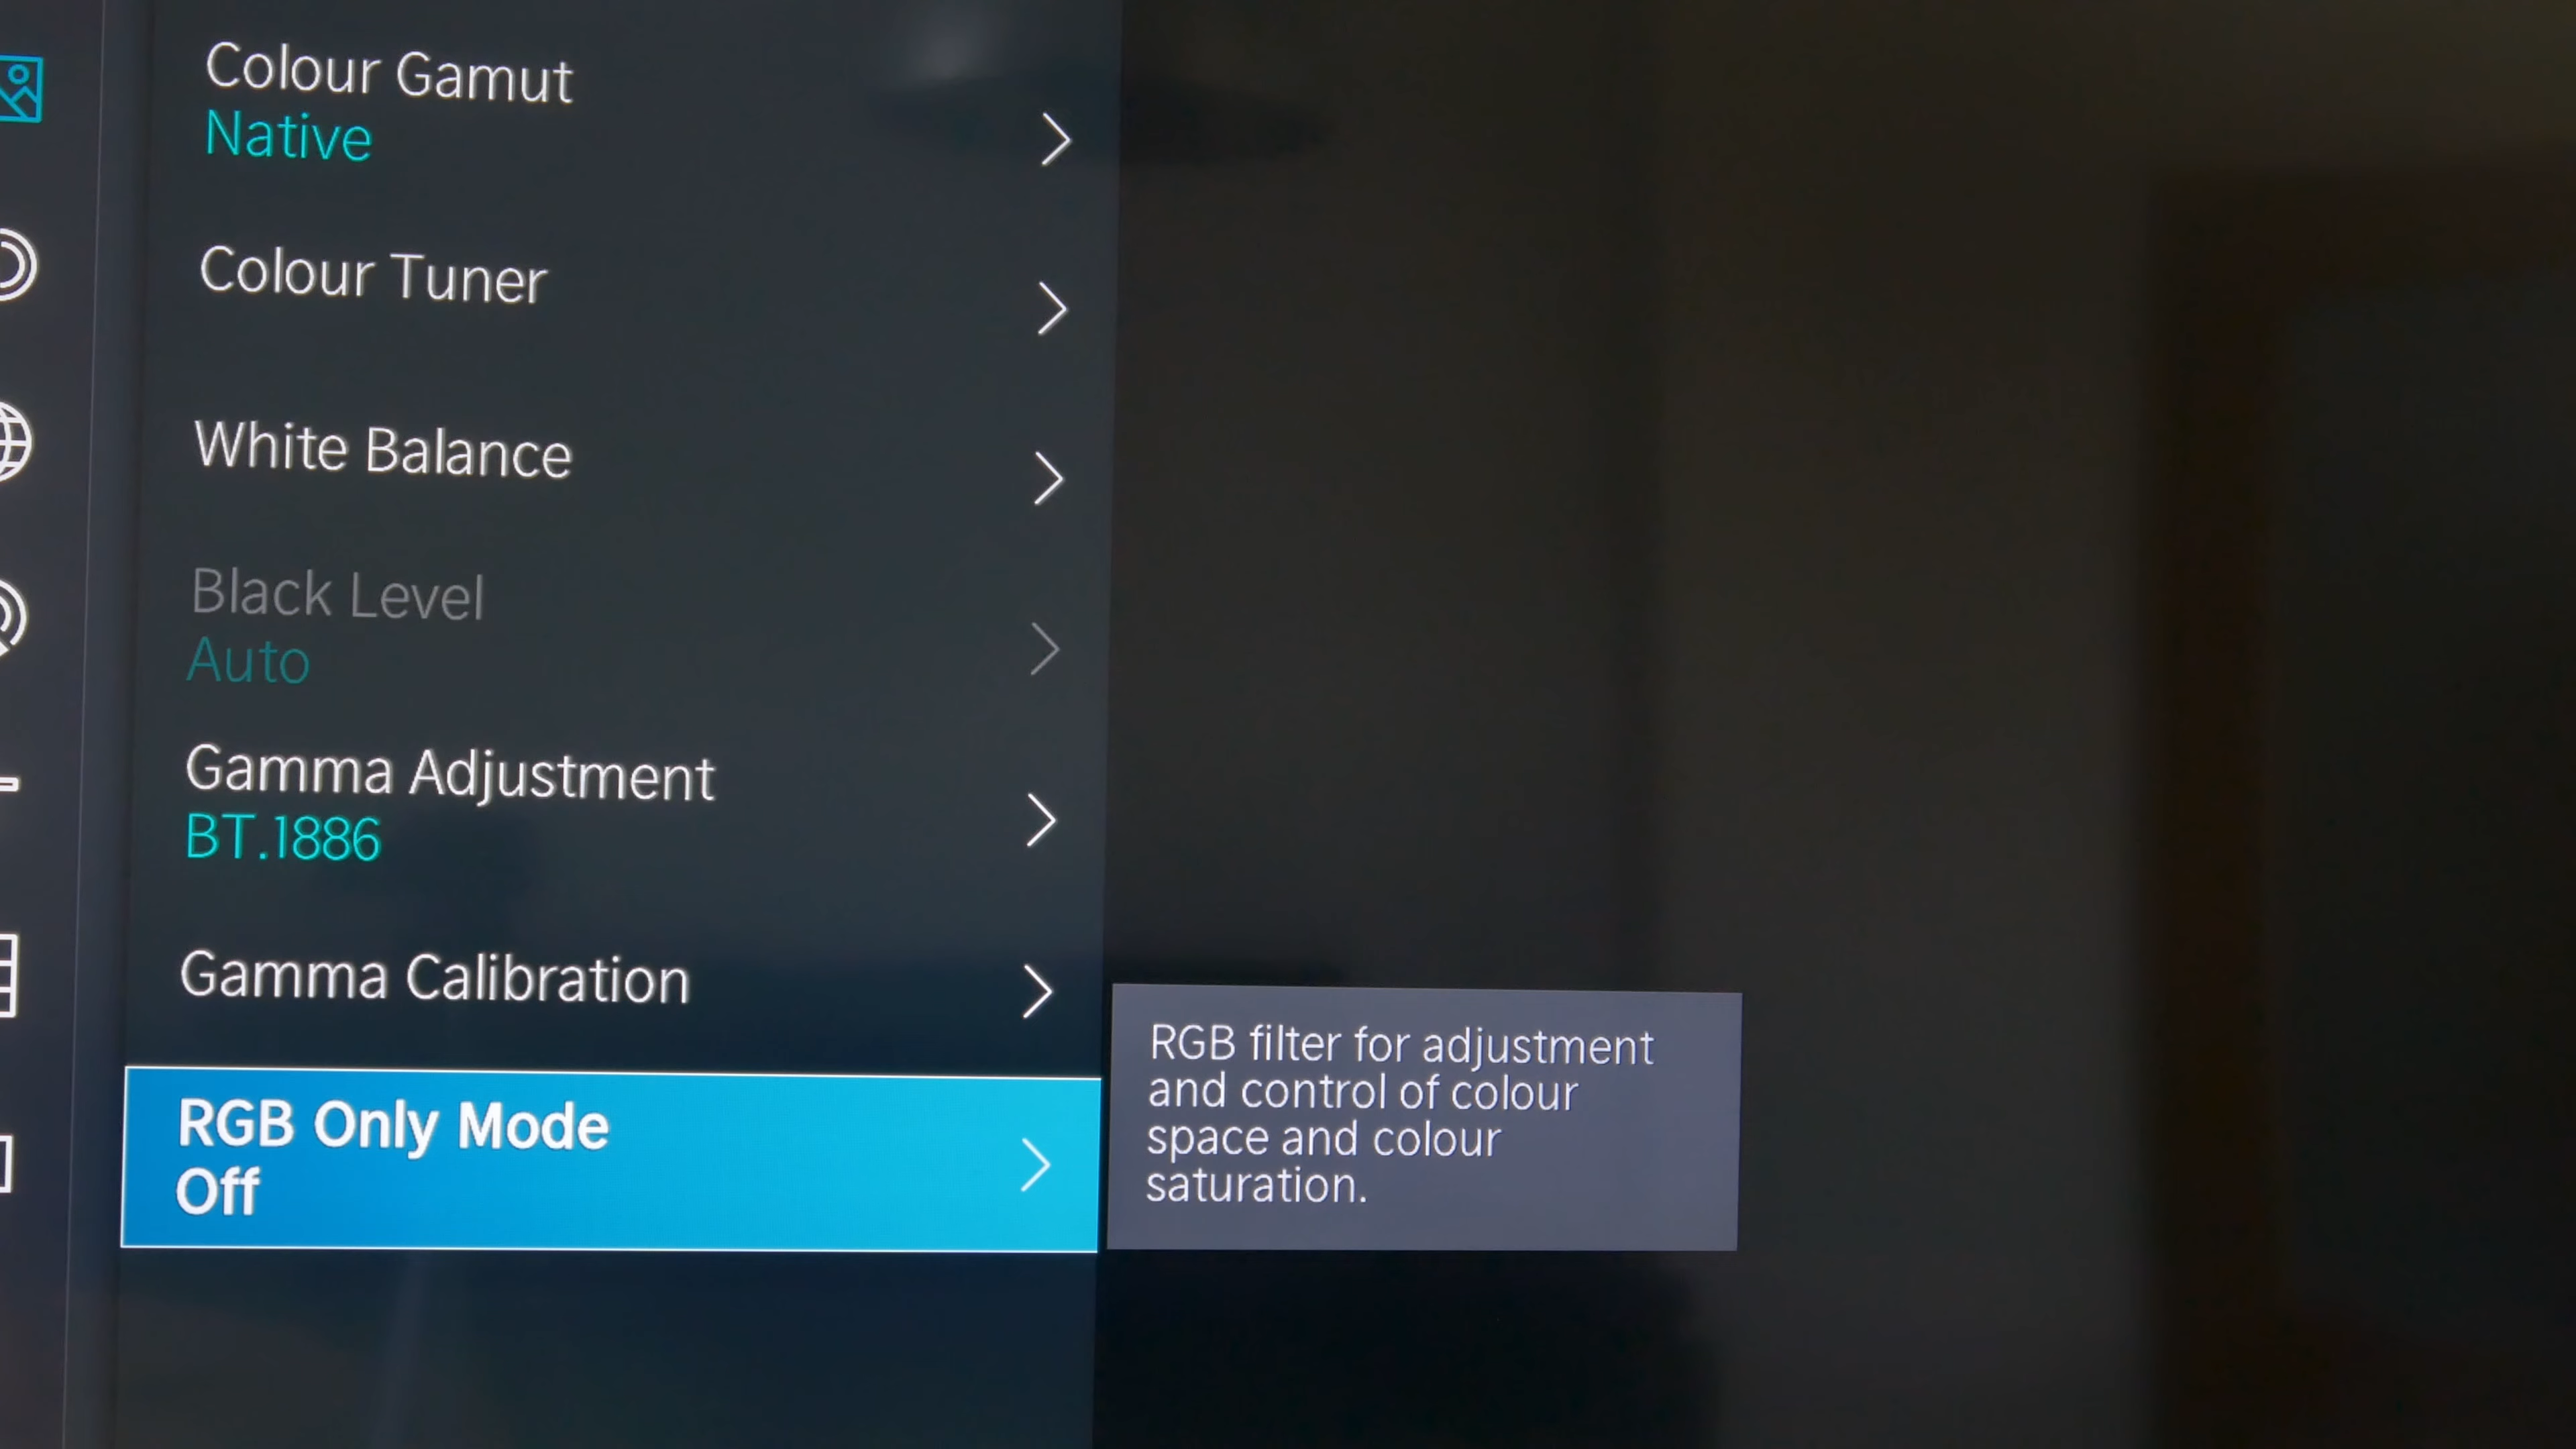 Colour Gamut
Native
Colour Tuner
White Balance
Black Level
Auto
Gamma Adjustment
BT.1886
Gamma Calibration
RGB Only Mode
Off
RGB filter for adjustment
and control of colour
space and colour
saturation.